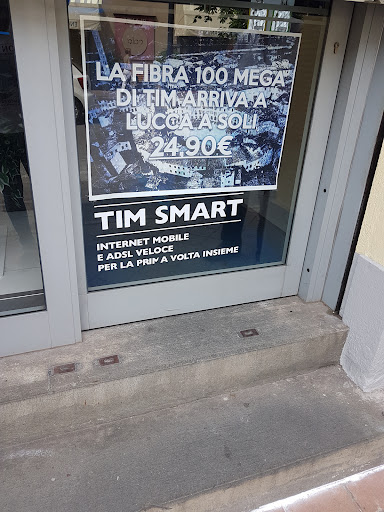 LA FIBRA 100 MEGA
DI TIM ARRIVA A
LUCCA A SOLI
24,90€
TIM SMART
INTERNET MOBILE
E ADSL VELOCE
PER LA PRIMA VOLTA INSIEME